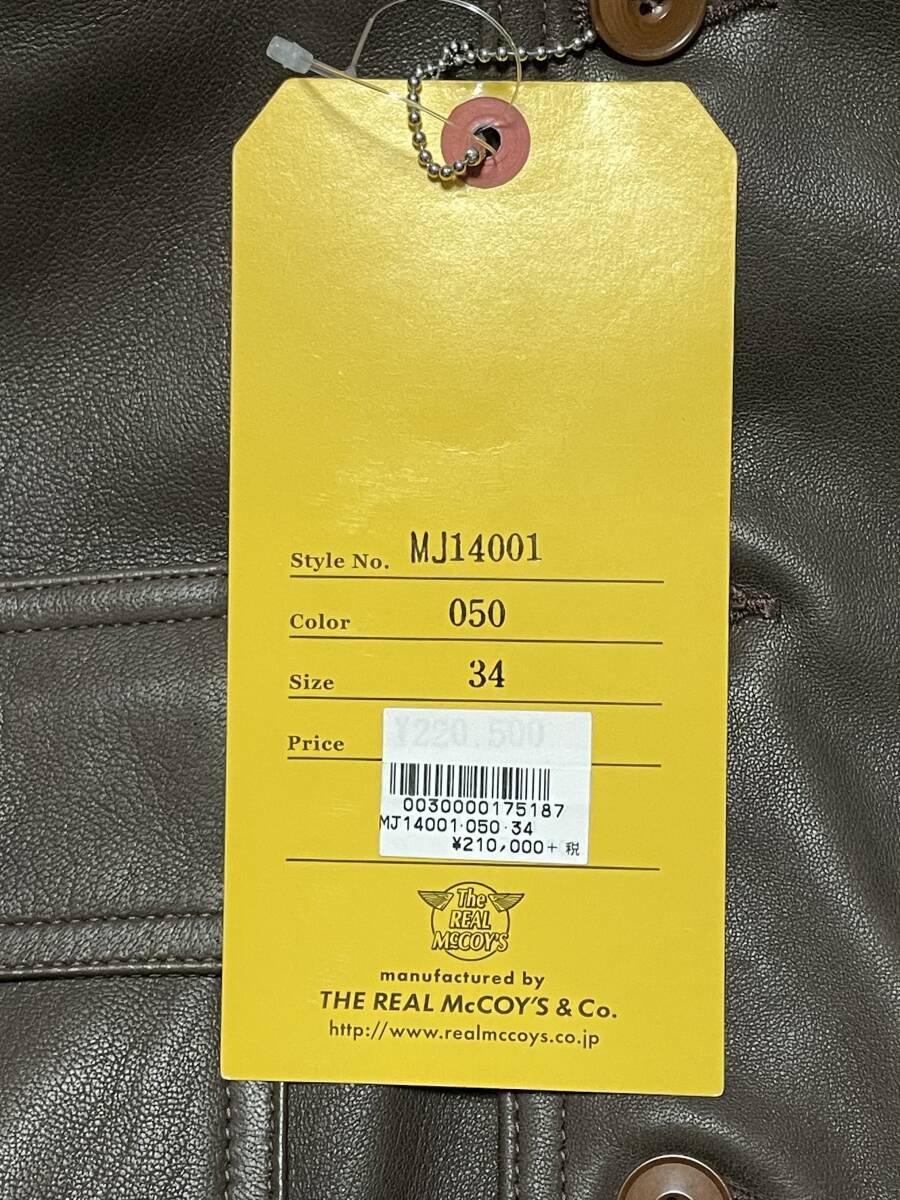 Style No. MJ14001
Color 050
Size 34
Price ¥220,500
0030000175187
MJ14001·050·34
¥210,000+税
The
REAL
McCOY'S
manufactured by
THE REAL McCOY'S & Co.
http://www.realmccoys.co.jp